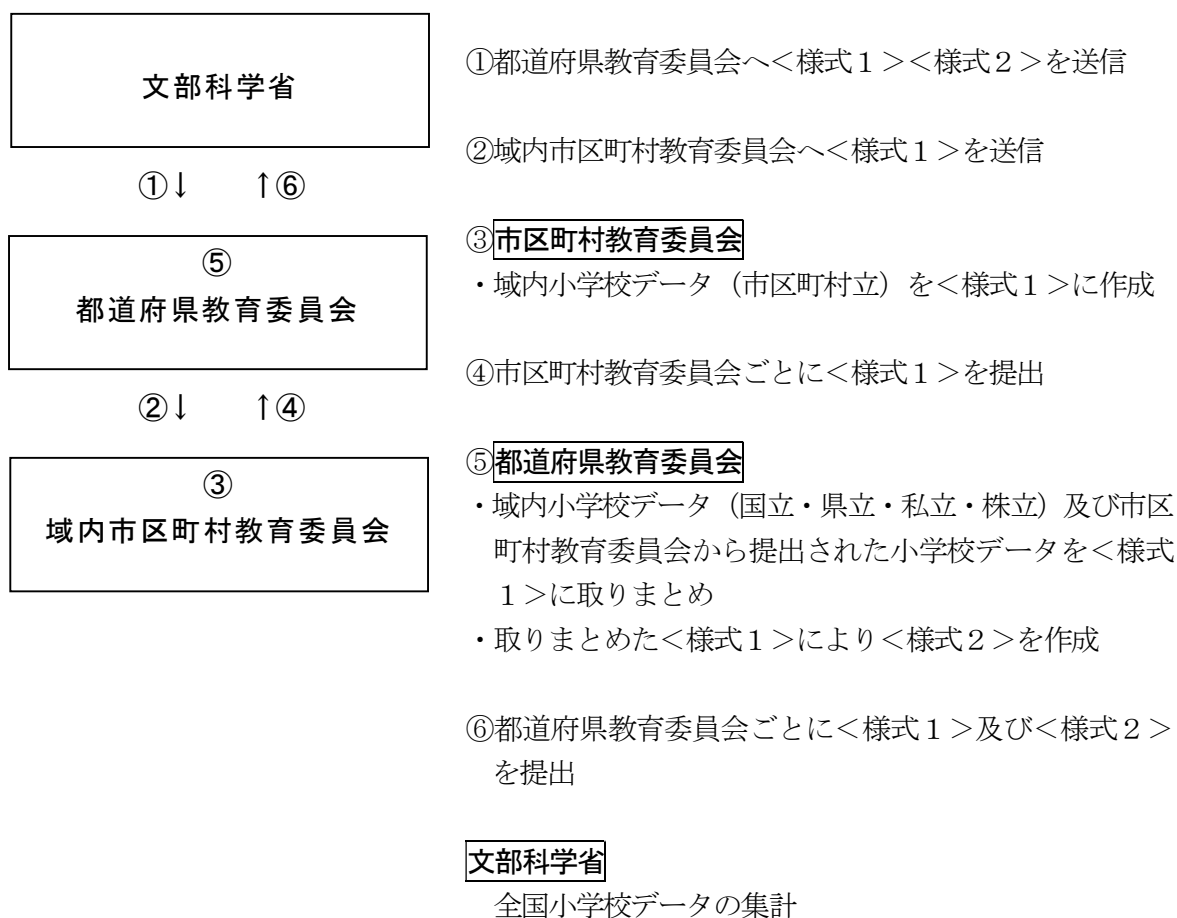 文部科学省
①↓ ↑⑥
⑤
都道府県教育委員会
②↓ ↑④
③
域内市区町村教育委員会
①都道府県教育委員会へ<様式1><様式2>を送信
②域内市区町村教育委員会へ<様式1>を送信
③市区町村教育委員会
・域内小学校データ(市区町村立)を<様式1>に作成
④市区町村教育委員会ごとに<様式1>を提出
⑤都道府県教育委員会
・域内小学校データ(国立・県立・私立・株立)及び市区
町村教育委員会から提出された小学校データを<様式
1>に取りまとめ
・取りまとめた<様式1>により<様式2>を作成
⑥都道府県教育委員会ごとに<様式1>及び<様式2>
を提出
文部科学省
全国小学校データの集計